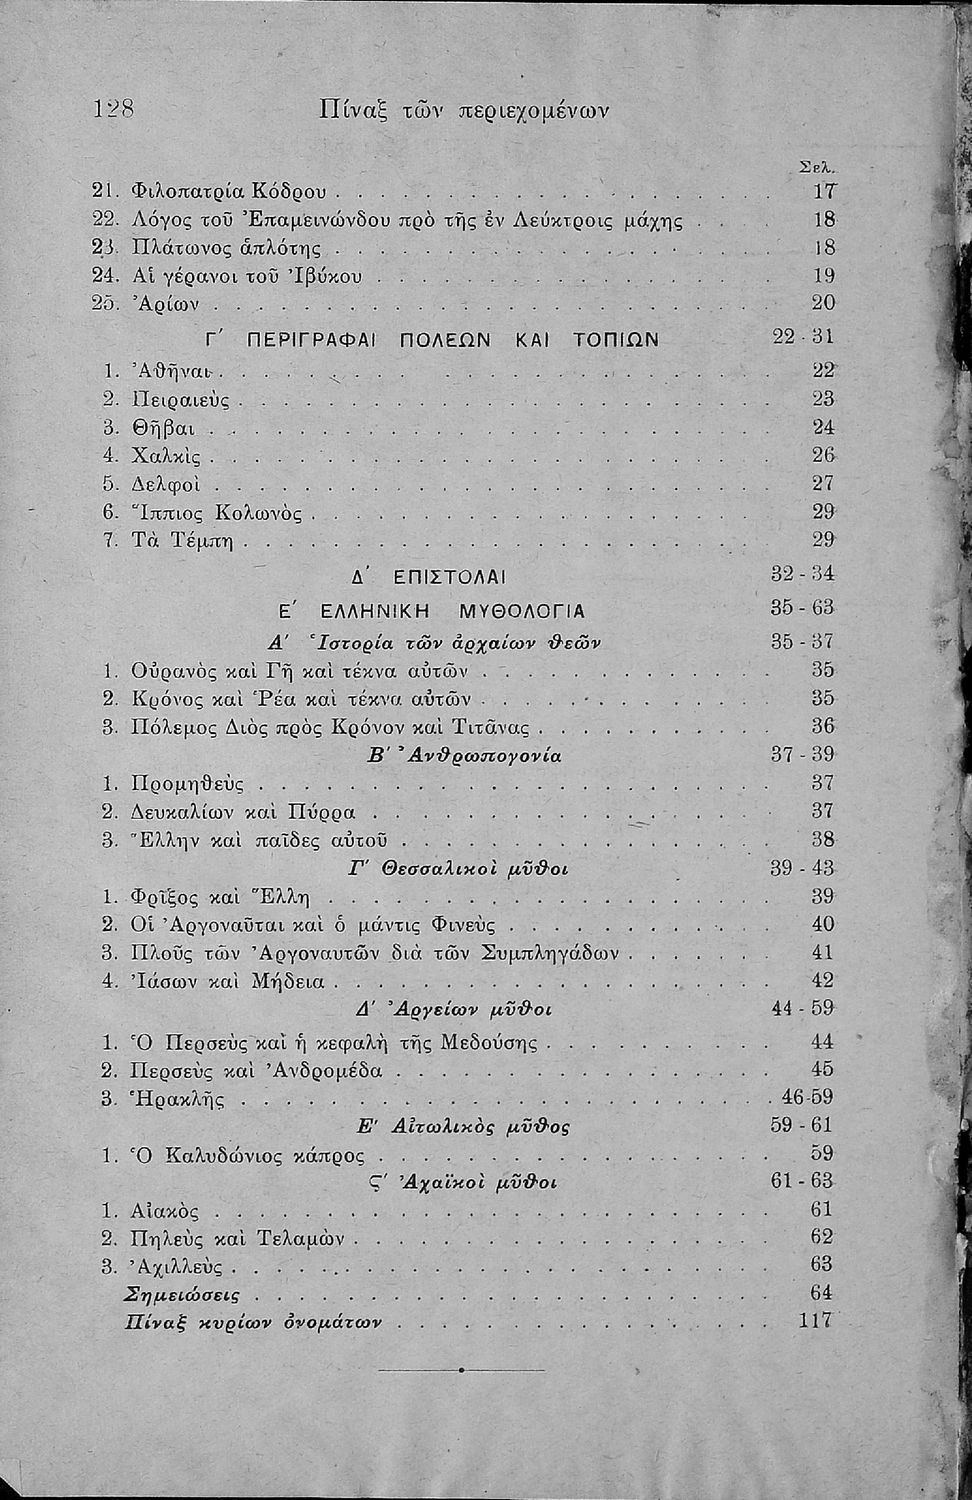 128 Πίναξ τῶν περιεχομένων
Σελ.
21. Φιλοπατρία Κόδρου . . . . . . . . . . . . . . . . . . . . 17
22. Λόγος τοῦ Ἐπαμεινώνδου πρὸ τῆς ἐν Λεύκτροις μάχης . . . . 18
23. Πλάτωνος ἁπλότης . . . . . . . . . . . . . . . . . . . . 18
24. Αἱ γέρανοι τοῦ Ἰβύκου . . . . . . . . . . . . . . . . . . 19
25. Ἀρίων . . . . . . . . . . . . . . . . . . . . . . . . . 20
Γ΄ ΠΕΡΙΓΡΑΦΑΙ ΠΟΛΕΩΝ ΚΑΙ ΤΟΠΙΩΝ 22 - 31
1. Ἀθῆναι . . . . . . . . . . . . . . . . . . . . . . . . . 22
2. Πειραιεὺς . . . . . . . . . . . . . . . . . . . . . . . . 23
3. Θῆβαι . . . . . . . . . . . . . . . . . . . . . . . . . 24
4. Χαλκὶς . . . . . . . . . . . . . . . . . . . . . . . . . 26
5. Δελφοὶ . . . . . . . . . . . . . . . . . . . . . . . . . 27
6. Ἵππιος Κολωνὸς . . . . . . . . . . . . . . . . . . . . . 29
7. Τὰ Τέμπη . . . . . . . . . . . . . . . . . . . . . . . . 29
Δ΄ ΕΠΙΣΤΟΛΑΙ 32 - 34
Ε΄ ΕΛΛΗΝΙΚΗ ΜΥΘΟΛΟΓΙΑ 35 - 63
Α΄ Ἱστορία τῶν ἀρχαίων θεῶν 35 - 37
1. Οὐρανὸς καὶ Γῆ καὶ τέκνα αὐτῶν . . . . . . . . . . . . . 35
2. Κρόνος καὶ Ῥέα καὶ τέκνα αὐτῶν . . . . . . . . . . . . . 35
3. Πόλεμος Διὸς πρὸς Κρόνον καὶ Τιτᾶνας . . . . . . . . . . . 36
Β΄ Ἀνθρωπογονία 37 - 39
1. Προμηθεὺς . . . . . . . . . . . . . . . . . . . . . . . 37
2. Δευκαλίων καὶ Πύρρα . . . . . . . . . . . . . . . . . . 37
3. Ἕλλην καὶ παῖδες αὐτοῦ . . . . . . . . . . . . . . . . . 38
Γ΄ Θεσσαλικοὶ μῦθοι 39 - 43
1. Φρῖξος καὶ Ἕλλη . . . . . . . . . . . . . . . . . . . . 39
2. Οἱ Ἀργοναῦται καὶ ὁ μάντις Φινεὺς . . . . . . . . . . . . 40
3. Πλοῦς τῶν Ἀργοναυτῶν διὰ τῶν Συμπληγάδων . . . . . . . 41
4. Ἰάσων καὶ Μήδεια . . . . . . . . . . . . . . . . . . . . 42
Δ΄ Ἀργείων μῦθοι 44 - 59
1. Ὁ Περσεὺς καὶ ἡ κεφαλὴ τῆς Μεδούσης . . . . . . . . . . 44
2. Περσεὺς καὶ Ἀνδρομέδα . . . . . . . . . . . . . . . . . 45
3. Ἡρακλῆς . . . . . . . . . . . . . . . . . . . . . . . . 46-59
Ε΄ Αἰτωλικὸς μῦθος 59 - 61
1. Ὁ Καλυδώνιος κάπρος . . . . . . . . . . . . . . . . . . 59
Ϛ΄ Ἀχαϊκοὶ μῦθοι 61 - 63
1. Αἰακὸς . . . . . . . . . . . . . . . . . . . . . . . . . 61
2. Πηλεὺς καὶ Τελαμὼν . . . . . . . . . . . . . . . . . . . 62
3. Ἀχιλλεὺς . . . . . . . . . . . . . . . . . . . . . . . . 63
Σημειώσεις . . . . . . . . . . . . . . . . . . . . . . . 64
Πίναξ κυρίων ὀνομάτων . . . . . . . . . . . . . . . . . 117